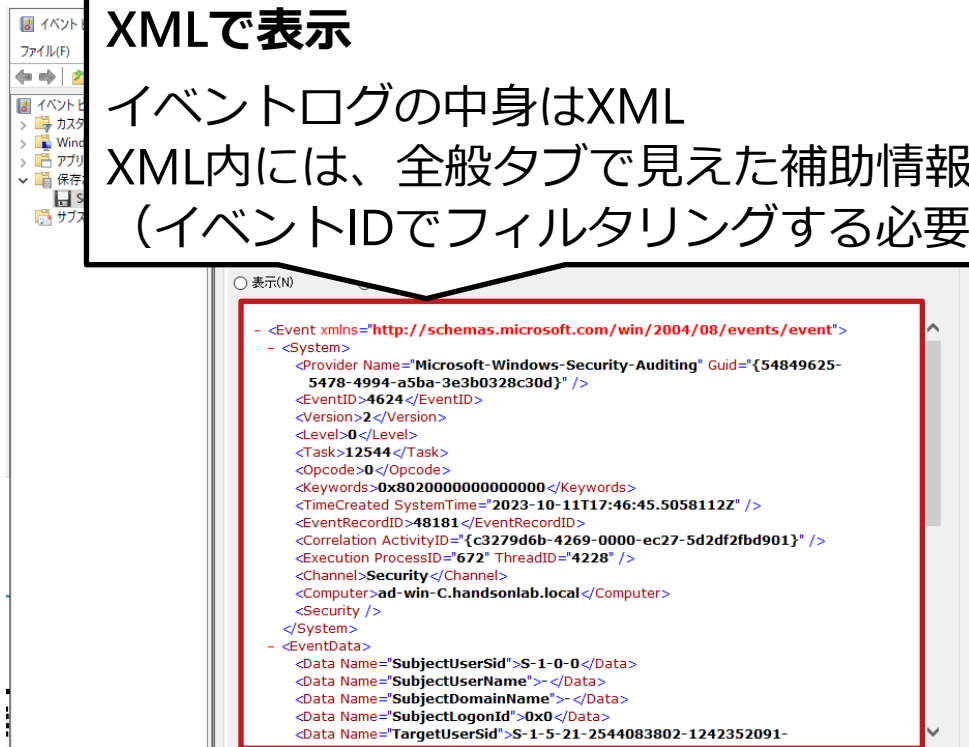 XMLで表示
イベントログの中身はXML
XML内には、全般タブで見えた補助情報
（イベントIDでフィルタリングする必要
イベント
ファイル(F)
イベント
カスタ
Wind
アプリ
保存
サブス
表示(N)
- <Event xmlns="http://schemas.microsoft.com/win/2004/08/events/event">
- <System>
<Provider Name="Microsoft-Windows-Security-Auditing" Guid="{54849625-
5478-4994-a5ba-3e3b0328c30d}" />
<EventID>4624</EventID>
<Version>2</Version>
<Level>0</Level>
<Task>12544</Task>
<Opcode>0</Opcode>
<Keywords>0x8020000000000000</Keywords>
<TimeCreated SystemTime="2023-10-11T17:46:45.5058112Z" />
<EventRecordID>48181</EventRecordID>
<Correlation ActivityID="{c3279d6b-4269-0000-ec27-5d2df2fbd901}" />
<Execution ProcessID="672" ThreadID="4228" />
<Channel>Security</Channel>
<Computer>ad-win-C.handsonlab.local</Computer>
<Security />
</System>
- <EventData>
<Data Name="SubjectUserSid">S-1-0-0</Data>
<Data Name="SubjectUserName">-</Data>
<Data Name="SubjectDomainName">-</Data>
<Data Name="SubjectLogonId">0x0</Data>
<Data Name="TargetUserSid">S-1-5-21-2544083802-1242352091-